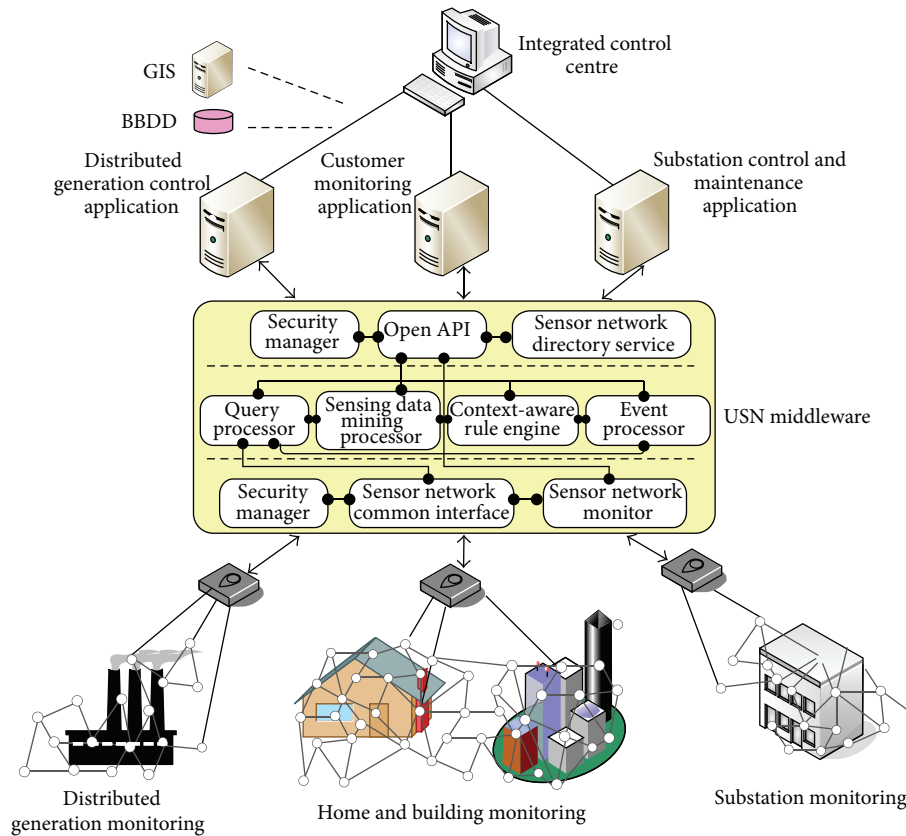 Integrated control
centre
GIS
BBDD
Distributed
generation control
application
Customer
monitoring
application
Substation control and
maintenance
application
Security
manager
Open API
Sensor network
directory service
Query
processor
Sensing data
mining
processor
Context-aware
rule engine
Event
processor
USN middleware
Security
manager
Sensor network
common interface
Sensor network
monitor
Distributed
generation monitoring
Home and building monitoring
Substation monitoring